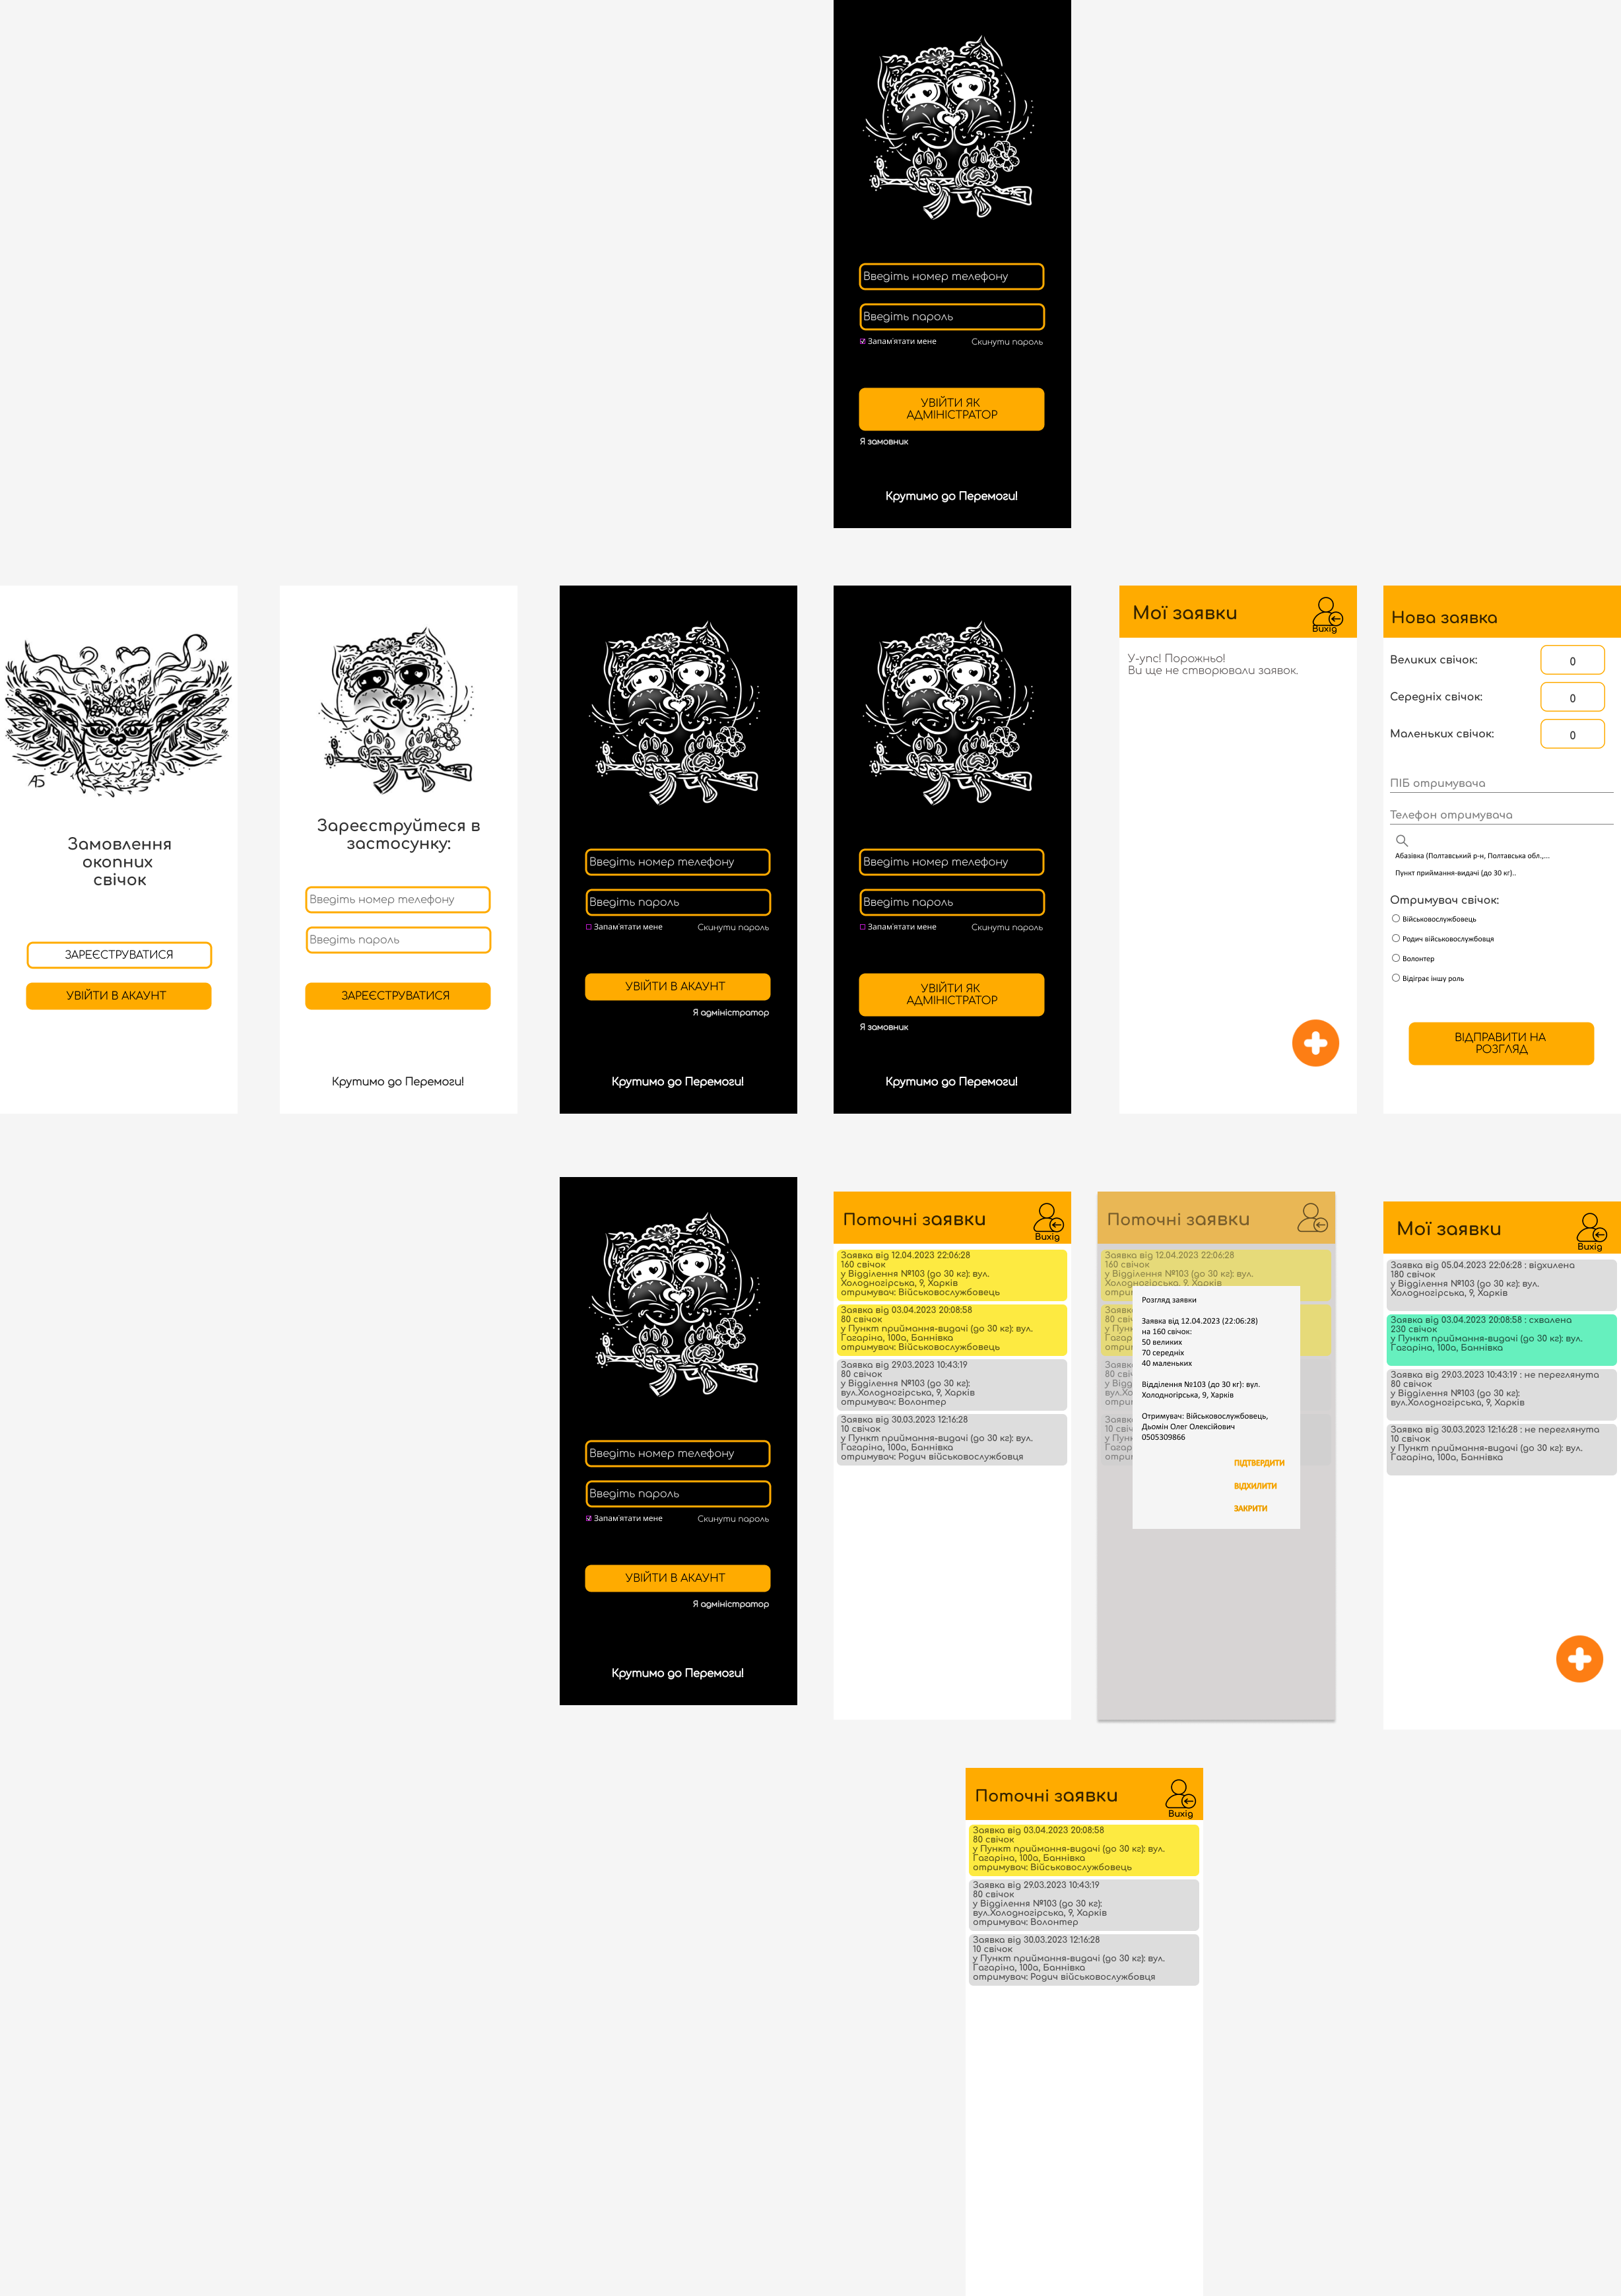 Введіть номер телефону
Введіть пароль
Запам'ятати мене
Скинути пароль
УВІЙТИ ЯК
АДМІНІСТРАТОР
Я замовник
Крутимо до Перемоги!
АБ
Замовлення
окопних
свічок
ЗАРЕЄСТРУВАТИСЯ
УВІЙТИ В АКАУНТ
Зареєструйтеся в
застосунку:
Введіть номер телефону
Введіть пароль
ЗАРЕЄСТРУВАТИСЯ
Крутимо до Перемоги!
Введіть номер телефону
Введіть пароль
Запам'ятати мене
Скинути пароль
УВІЙТИ В АКАУНТ
Я адміністратор
Крутимо до Перемоги!
Введіть номер телефону
Введіть пароль
Запам'ятати мене
Скинути пароль
УВІЙТИ ЯК
АДМІНІСТРАТОР
Я замовник
Крутимо до Перемоги!
Мої заявки
Вихід
У-упс! Порожньо!
Ви ще не створювали заявок.
Нова заявка
Великих свічок:
0
Середніх свічок:
0
Маленьких свічок:
0
ПІБ отримувача
Телефон отримувача
Абазівка (Полтавський р-н, Полтавська обл.,...
Пункт приймання-видачі (до 30 кг)..
Отримувач свічок:
Військовослужбовець
Родич військовослужбовця
Волонтер
Відіграє іншу роль
ВІДПРАВИТИ НА
РОЗГЛЯД
Введіть номер телефону
Введіть пароль
Запам'ятати мене
Скинути пароль
УВІЙТИ В АКАУНТ
Я адміністратор
Крутимо до Перемоги!
Поточні заявки
Вихід
Заявка від 12.04.2023 22:06:28
160 свічок
у Відділення №103 (до 30 кг): вул.
Холодногірська, 9, Харків
отримувач: Військовослужбовець
Заявка від 03.04.2023 20:08:58
80 свічок
у Пункт приймання-видачі (до 30 кг): вул.
Гагаріна, 100а, Баннівка
отримувач: Військовослужбовець
Заявка від 29.03.2023 10:43:19
80 свічок
у Відділення №103 (до 30 кг):
вул.Холодногірська, 9, Харків
отримувач: Волонтер
Заявка від 30.03.2023 12:16:28
10 свічок
у Пункт приймання-видачі (до 30 кг): вул.
Гагаріна, 100а, Баннівка
отримувач: Родич військовослужбовця
Поточні заявки
Заявка від 12.04.2023 22:06:28
160 свічок
у Відділення №103 (до 30 кг): вул.
Холодногірська, 9, Харків
Розгляд заявки
Заявка від 12.04.2023 (22:06:28)
на 160 свічок:
50 великих
70 середніх
40 маленьких
Відділення №103 (до 30 кг): вул.
Холодногірська, 9, Харків
Отримувач: Військовослужбовець,
Дьомін Олег Олексійович
0505309866
ПІДТВЕРДИТИ
ВІДХИЛИТИ
ЗАКРИТИ
Мої заявки
Вихід
Заявка від 05.04.2023 22:06:28 : відхилена
180 свічок
у Відділення №103 (до 30 кг): вул.
Холодногірська, 9, Харків
Заявка від 03.04.2023 20:08:58 : схвалена
230 свічок
у Пункт приймання-видачі (до 30 кг): вул.
Гагаріна, 100а, Баннівка
Заявка від 29.03.2023 10:43:19 : не переглянута
80 свічок
у Відділення №103 (до 30 кг):
вул.Холодногірська, 9, Харків
Заявка від 30.03.2023 12:16:28 : не переглянута
10 свічок
у Пункт приймання-видачі (до 30 кг): вул.
Гагаріна, 100а, Баннівка
Поточні заявки
Вихід
Заявка від 03.04.2023 20:08:58
80 свічок
у Пункт приймання-видачі (до 30 кг): вул.
Гагаріна, 100а, Баннівка
отримувач: Військовослужбовець
Заявка від 29.03.2023 10:43:19
80 свічок
у Відділення №103 (до 30 кг):
вул.Холодногірська, 9, Харків
отримувач: Волонтер
Заявка від 30.03.2023 12:16:28
10 свічок
у Пункт приймання-видачі (до 30 кг): вул.
Гагаріна, 100а, Баннівка
отримувач: Родич військовослужбовця